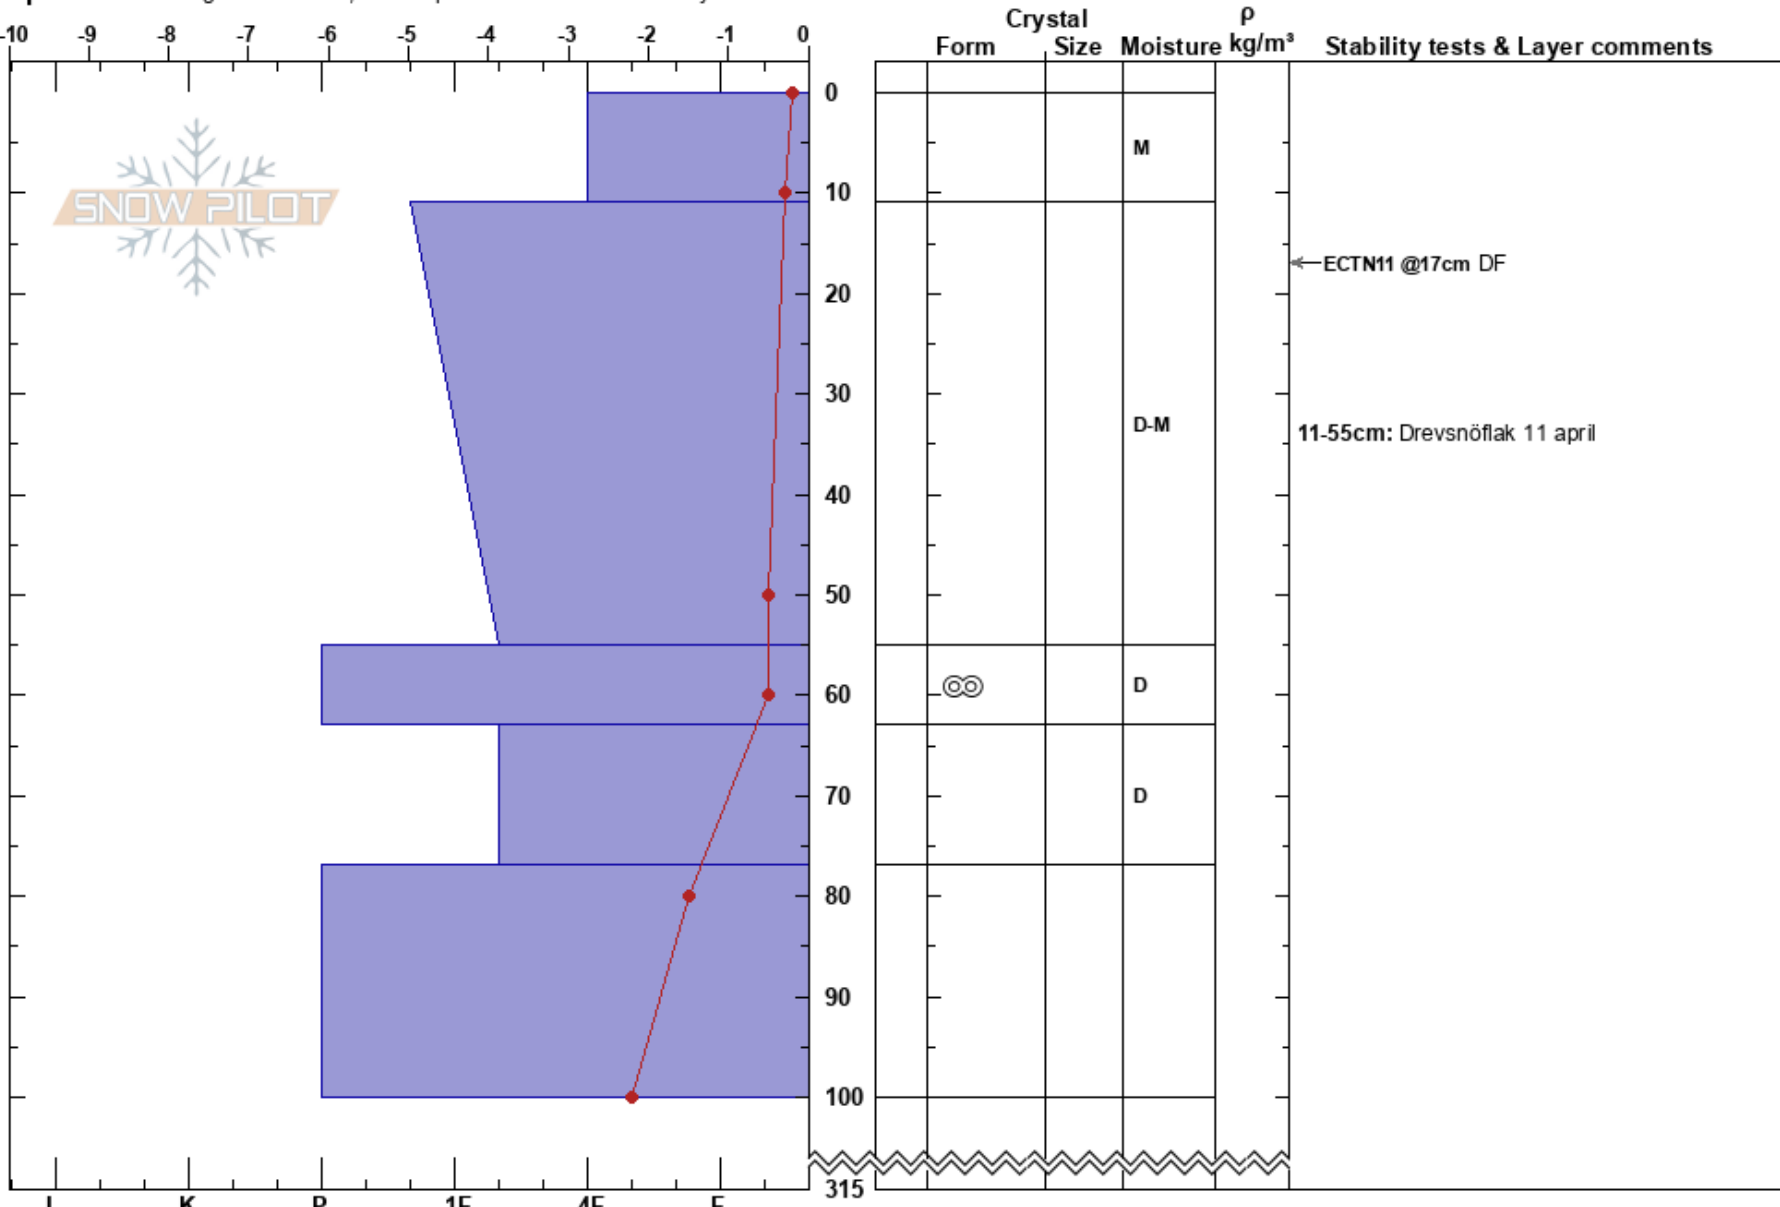 Crystal ρ
-10 -9 -8 -7 -6 -5 -4 -3 -2 -1 0 Form Size Moisture kg/m³ Stability tests & Layer comments
0
M
SNOW PILOT 10
ECTN11 @17cm DF
20
30
D-M 11-55cm: Drevsnöflak 11 april
40
50
D
60
70 D
80
90
100
315
I K P 1F 4F F